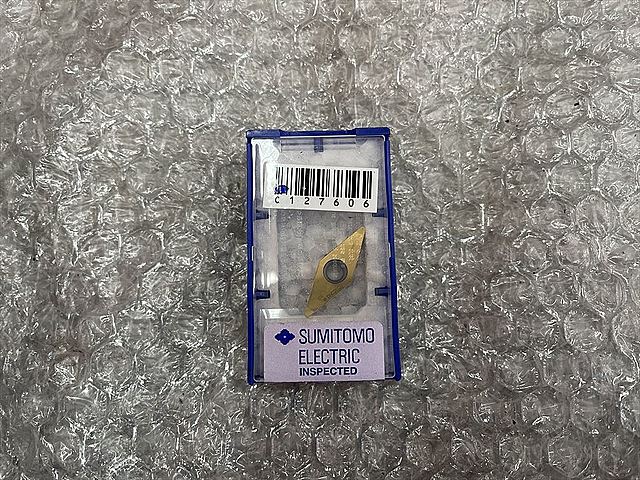 C127606
SUMITOMO
ELECTRIC
INSPECTED